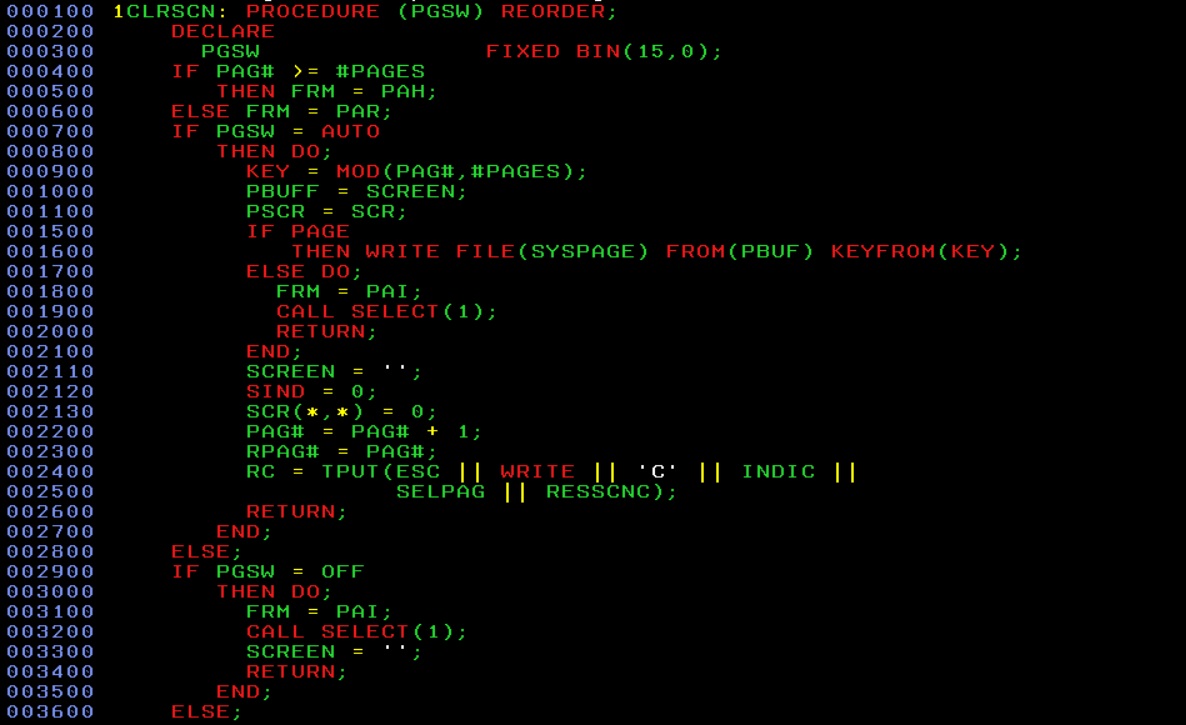 000100 1CLRSCN: PROCEDURE (PGSW) REORDER;
000200      DECLARE
000300        PGSW               FIXED BIN(15,0);
000400      IF PAG# >= #PAGES
000500         THEN FRM = PAH;
000600      ELSE FRM = PAR;
000700      IF PGSW = AUTO
000800         THEN DO;
000900           KEY = MOD(PAG#,#PAGES);
001000           PBUFF = SCREEN;
001100           PSCR = SCR;
001500           IF PAGE
001600              THEN WRITE FILE(SYSPAGE) FROM(PBUF) KEYFROM(KEY);
001700           ELSE DO;
001800             FRM = PAI;
001900             CALL SELECT(1);
002000             RETURN;
002100           END;
002110           SCREEN = '';
002120           SIND = 0;
002130           SCR(*,*) = 0;
002200           PAG# = PAG# + 1;
002300           RPAG# = PAG#;
002400           RC = TPUT(ESC || WRITE || 'C' || INDIC ||
002500                     SELPAG || RESSCNC);
002600           RETURN;
002700         END;
002800      ELSE;
002900      IF PGSW = OFF
003000         THEN DO;
003100           FRM = PAI;
003200           CALL SELECT(1);
003300           SCREEN = '';
003400           RETURN;
003500         END;
003600      ELSE;